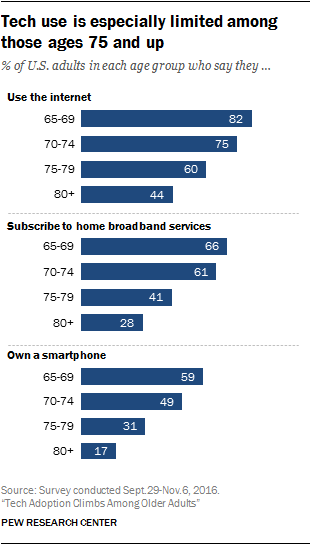 Tech use is especially limited among
those ages 75 and up
% of U.S. adults in each age group who say they ...
Use the internet
65-69 82
70-74 75
75-79 60
80+ 44
Subscribe to home broadband services
65-69 66
70-74 61
75-79 41
80+ 28
Own a smartphone
65-69 59
70-74 49
75-79 31
80+ 17
Source: Survey conducted Sept.29-Nov.6, 2016.
“Tech Adoption Climbs Among Older Adults”
PEW RESEARCH CENTER